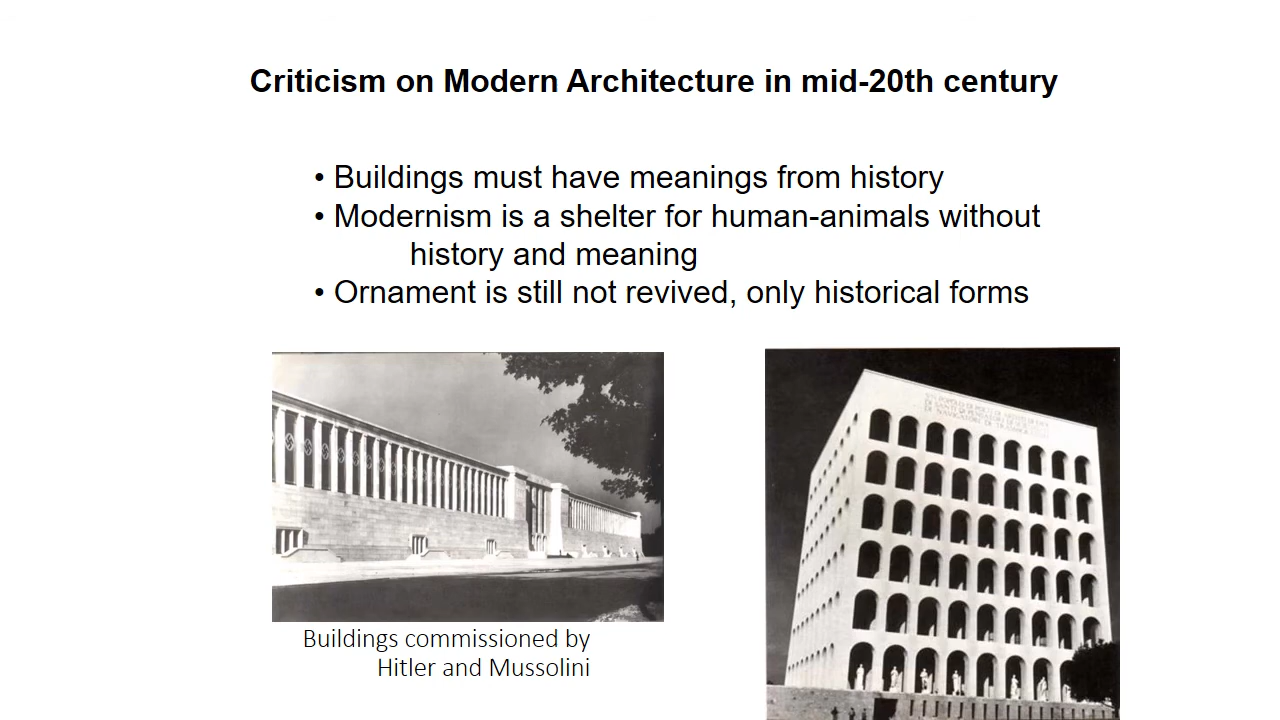 Criticism on Modern Architecture in mid-20th century
• Buildings must have meanings from history
• Modernism is a shelter for human-animals without
history and meaning
• Ornament is still not revived, only historical forms
Buildings commissioned by
Hitler and Mussolini